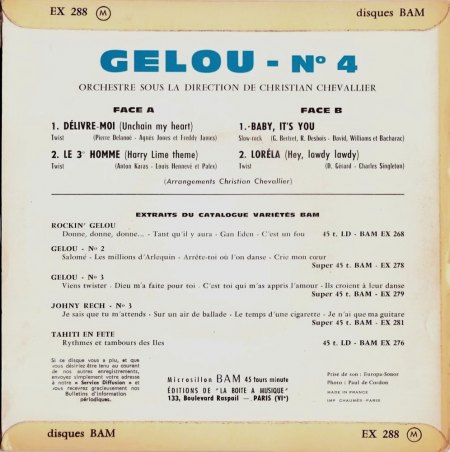 EX 288 M disques BAM
GELOU - Nº 4
ORCHESTRE SOUS LA DIRECTION DE CHRISTIAN CHEVALLIER
FACE A
1. DÉLIVRE-MOI (Unchain my heart)
Twist (Pierre Delanoë - Agnès Jones et Freddy James)
2. LE 3e HOMME (Harry Lime theme)
Twist (Anton Karas - Louis Hennevé et Palex)
FACE B
1.-BABY, IT'S YOU
Slow-rock (G. Bertret, R. Desbois - David, Williams et Bacharac)
2. LORÉLA (Hey, lawdy lawdy)
Twist (D. Gérard - Charles Singleton)
(Arrangements Christian Chevallier)
EXTRAITS DU CATALOGUE VARIÉTÉS BAM
ROCKIN' GELOU
Donne, donne, donne... - Tant qu'il y aura - Gan Eden - C'est un fou 45 t. LD - BAM EX 268
GELOU - Nº 2
Salomé - Les millions d'Arlequin - Arrête-toi où l'on danse - Crie mon cœur
Super 45 t. - BAM EX 278
GELOU - Nº 3
Viens twister - Dieu m'a faite pour toi - C'est toi qui m'as appris l'amour - Ils croient à leur danse
Super 45 t. - BAM EX 279
JOHNY RECH - Nº 3
Je sais que tu m'attends - Sur un air de ballade - Le temps d'une cigarette - Je n'ai que ma guitare
Super 45 t. - BAM EX 281
TAHITI EN FETE
Rythmes et tambours des Iles 45 t. LD - BAM EX 276
Si ce disque vous a plu, et que
vous désiriez être tenu au courant
de nos autres enregistrements,
envoyez simplement votre adresse
à notre « Service Diffusion » et
vous recevrez gracieusement nos
Bulletins d'information
périodiques.
Microsillon BAM 45 tours minute
ÉDITIONS DE "LA BOITE A MUSIQUE"
133, Boulevard Raspail - PARIS (VIe)
Prise de son : Europa-Sonor
Photo : Paul de Cordon
MADE IN FRANCE
IMP CHAUMÈS-PARIS
disques BAM EX 288 M